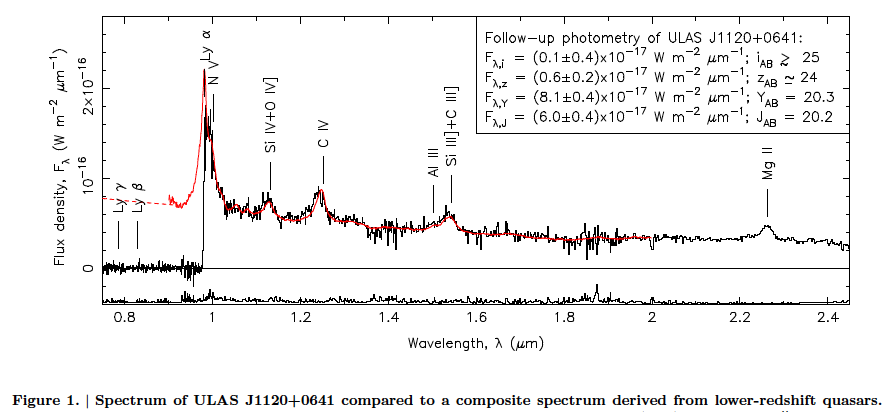 Follow-up photometry of ULAS J1120+0641:
F_λ,i = (0.1±0.4)x10^−17 W m^−2 μm^−1; i_AB ≳ 25
F_λ,z = (0.6±0.2)x10^−17 W m^−2 μm^−1; z_AB ≃ 24
F_λ,Y = (8.1±0.4)x10^−17 W m^−2 μm^−1; Y_AB = 20.3
F_λ,J = (6.0±0.4)x10^−17 W m^−2 μm^−1; J_AB = 20.2
Flux density, F_λ (W m^−2 μm^−1)
2×10^−16
10^−16
0
Ly γ
Ly β
Ly α
N V
Si IV+O IV]
C IV
Al III
Si III]+C III]
Mg II
0.8 1 1.2 1.4 1.6 1.8 2 2.2 2.4
Wavelength, λ (μm)
Figure 1. | Spectrum of ULAS J1120+0641 compared to a composite spectrum derived from lower-redshift quasars.